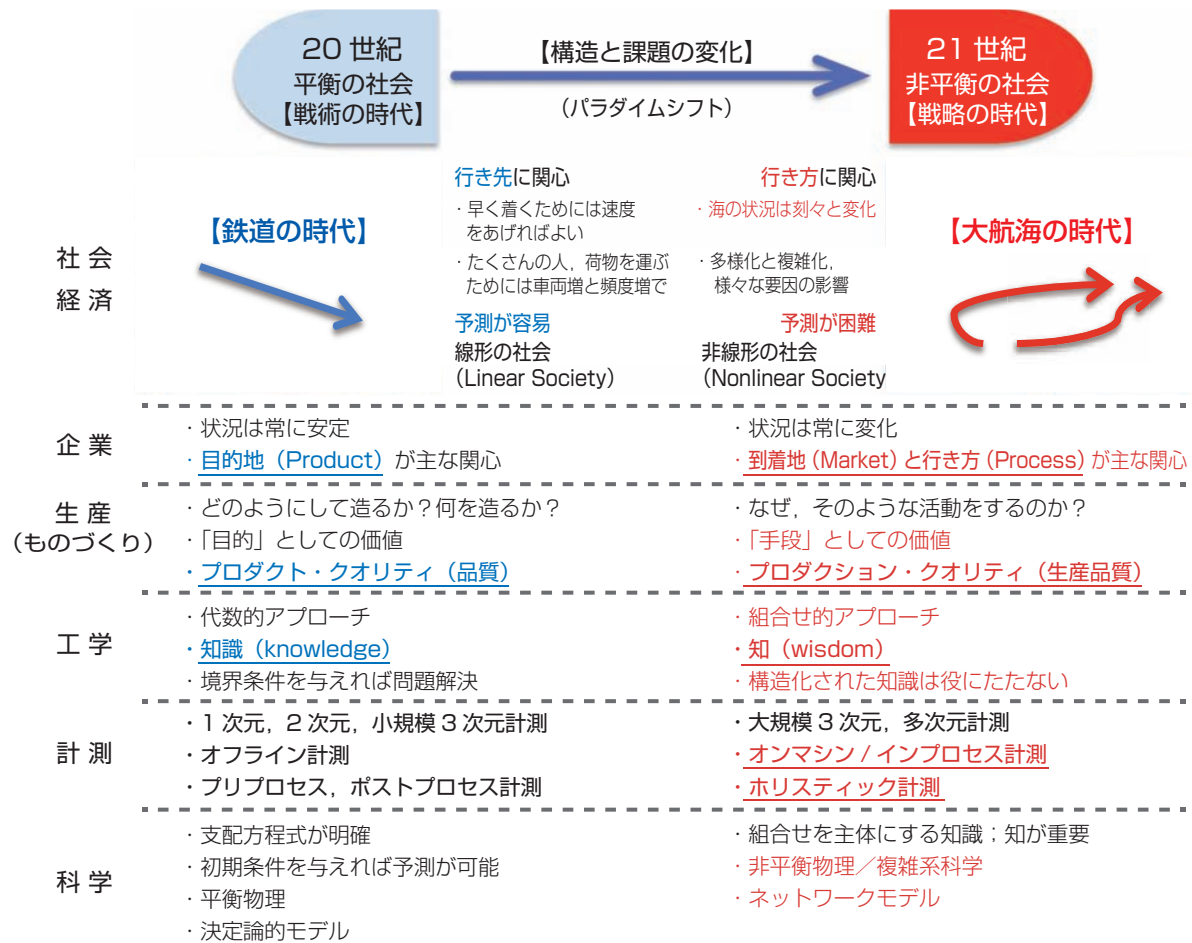 20 世紀
平衡の社会
【戦術の時代】
【構造と課題の変化】
（パラダイムシフト）
21 世紀
非平衡の社会
【戦略の時代】
社 会
経 済
【鉄道の時代】
行き先に関心
・早く着くためには速度
をあげればよい
・たくさんの人，荷物を運ぶ
ためには車両増と頻度増で
予測が容易
線形の社会
（Linear Society）
行き方に関心
・海の状況は刻々と変化
・多様化と複雑化，
様々な要因の影響
予測が困難
非線形の社会
（Nonlinear Society
【大航海の時代】
企 業
・状況は常に安定
・目的地（Product）が主な関心
・状況は常に変化
・到着地（Market）と行き方（Process）が主な関心
生 産
（ものづくり）
・どのようにして造るか？何を造るか？
・「目的」としての価値
・プロダクト・クオリティ（品質）
・なぜ，そのような活動をするのか？
・「手段」としての価値
・プロダクション・クオリティ（生産品質）
工 学
・代数的アプローチ
・知識（knowledge）
・境界条件を与えれば問題解決
・組合せ的アプローチ
・知（wisdom）
・構造化された知識は役にたたない
計 測
・1 次元，2 次元，小規模 3 次元計測
・オフライン計測
・プリプロセス，ポストプロセス計測
・大規模 3 次元，多次元計測
・オンマシン / インプロセス計測
・ホリスティック計測
科 学
・支配方程式が明確
・初期条件を与えれば予測が可能
・平衡物理
・決定論的モデル
・組合せを主体にする知識；知が重要
・非平衡物理／複雑系科学
・ネットワークモデル